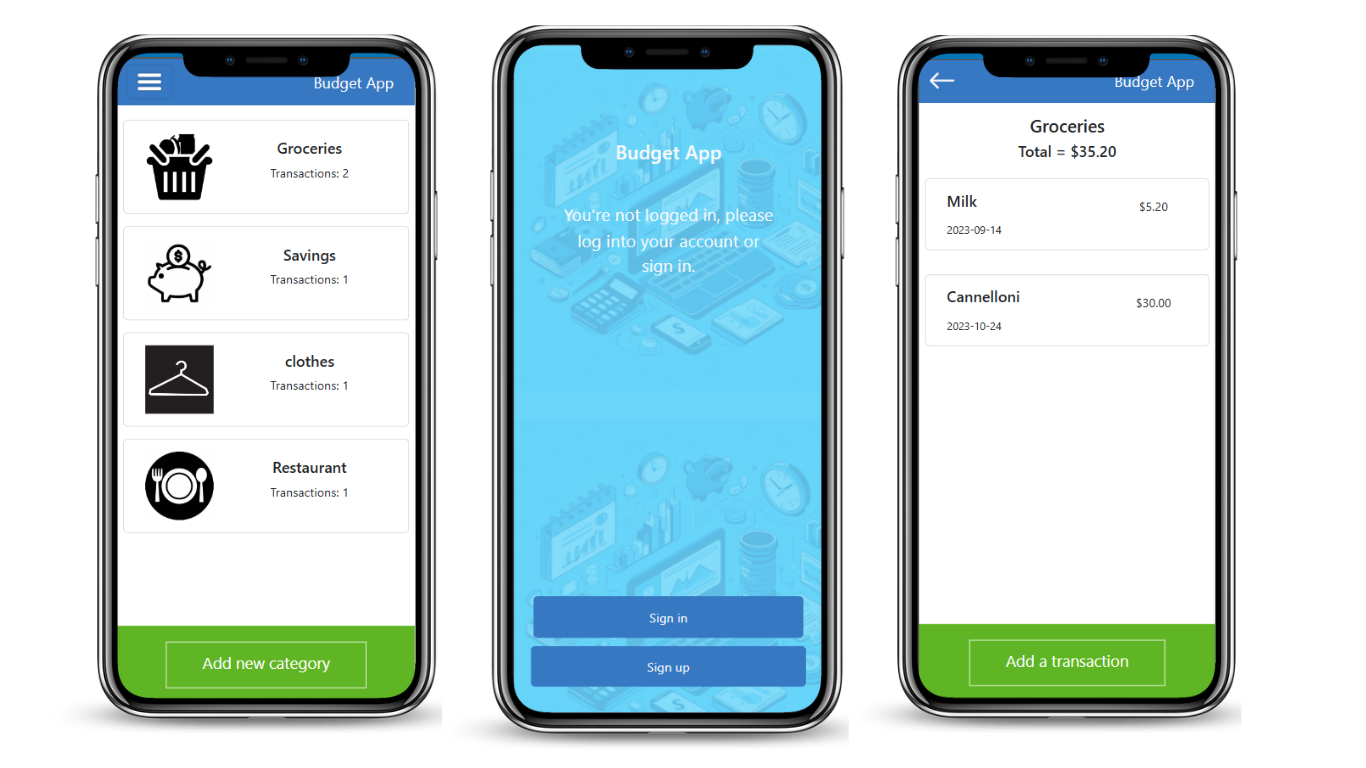 Budget App
Groceries
Transactions: 2
Savings
Transactions: 1
clothes
Transactions: 1
Restaurant
Transactions: 1
Add new category
Budget App
You're not logged in, please
log into your account or
sign in.
Sign in
Sign up
Budget App
Groceries
Total = $35.20
Milk
$5.20
2023-09-14
Cannelloni
$30.00
2023-10-24
Add a transaction